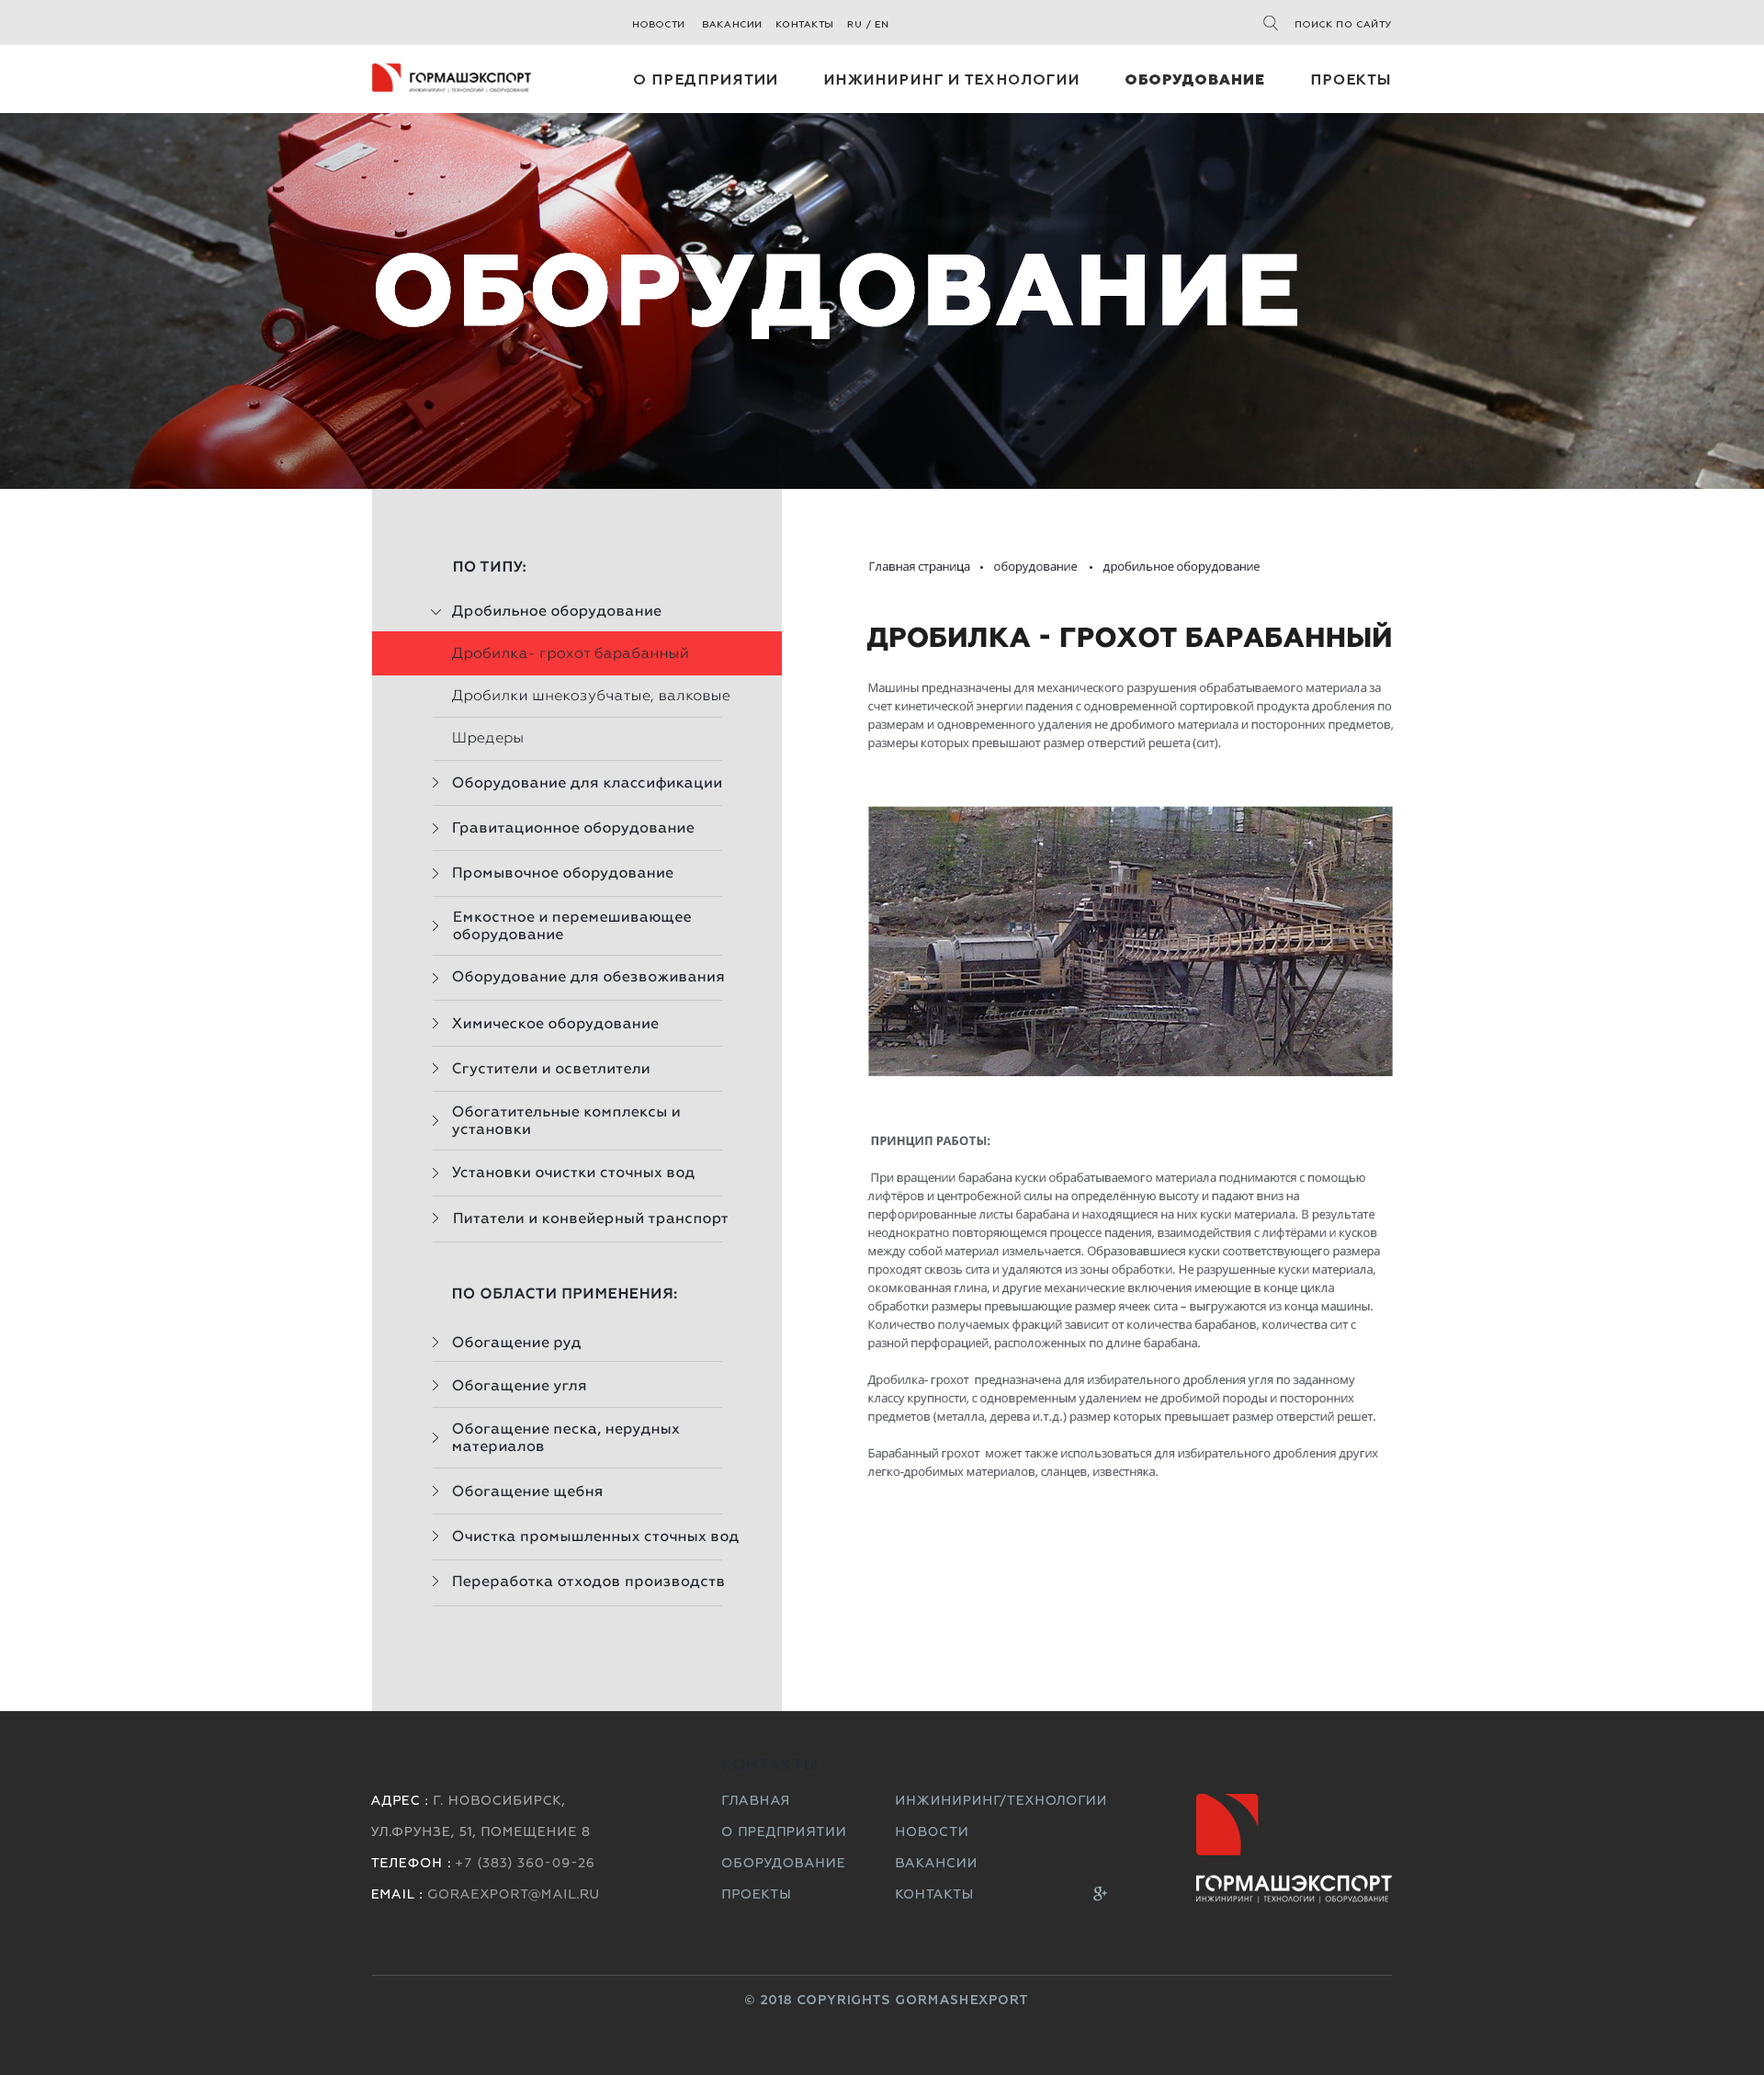 НОВОСТИ ВАКАНСИИ КОНТАКТЫ RU / EN ПОИСК ПО САЙТУ
ГОРМАШЭКСПОРТ
ИНЖИНИРИНГ | ТЕХНОЛОГИИ | ОБОРУДОВАНИЕ
О ПРЕДПРИЯТИИ ИНЖИНИРИНГ И ТЕХНОЛОГИИ ОБОРУДОВАНИЕ ПРОЕКТЫ
ОБОРУДОВАНИЕ
ПО ТИПУ:
Дробильное оборудование
Дробилка- грохот барабанный
Дробилки шнекозубчатые, валковые
Шредеры
Оборудование для классификации
Гравитационное оборудование
Промывочное оборудование
Емкостное и перемешивающее
оборудование
Оборудование для обезвоживания
Химическое оборудование
Сгустители и осветлители
Обогатительные комплексы и
установки
Установки очистки сточных вод
Питатели и конвейерный транспорт
ПО ОБЛАСТИ ПРИМЕНЕНИЯ:
Обогащение руд
Обогащение угля
Обогащение песка, нерудных
материалов
Обогащение щебня
Очистка промышленных сточных вод
Переработка отходов производств
Главная страница • оборудование • дробильное оборудование
ДРОБИЛКА - ГРОХОТ БАРАБАННЫЙ
Машины предназначены для механического разрушения обрабатываемого материала за
счет кинетической энергии падения с одновременной сортировкой продукта дробления по
размерам и одновременного удаления не дробимого материала и посторонних предметов,
размеры которых превышают размер отверстий решета (сит).
ПРИНЦИП РАБОТЫ:
При вращении барабана куски обрабатываемого материала поднимаются с помощью
лифтёров и центробежной силы на определённую высоту и падают вниз на
перфорированные листы барабана и находящиеся на них куски материала. В результате
неоднократно повторяющемся процессе падения, взаимодействия с лифтёрами и кусков
между собой материал измельчается. Образовавшиеся куски соответствующего размера
проходят сквозь сита и удаляются из зоны обработки. Не разрушенные куски материала,
окомкованная глина, и другие механические включения имеющие в конце цикла
обработки размеры превышающие размер ячеек сита – выгружаются из конца машины.
Количество получаемых фракций зависит от количества барабанов, количества сит с
разной перфорацией, расположенных по длине барабана.
Дробилка- грохот предназначена для избирательного дробления угля по заданному
классу крупности, с одновременным удалением не дробимой породы и посторонних
предметов (металла, дерева и.т.д.) размер которых превышает размер отверстий решет.
Барабанный грохот может также использоваться для избирательного дробления других
легко-дробимых материалов, сланцев, известняка.
КОНТАКТЫ
АДРЕС : Г. НОВОСИБИРСК,
УЛ.ФРУНЗЕ, 51, ПОМЕЩЕНИЕ 8
ТЕЛЕФОН : +7 (383) 360-09-26
EMAIL : GORAEXPORT@MAIL.RU
ГЛАВНАЯ
О ПРЕДПРИЯТИИ
ОБОРУДОВАНИЕ
ПРОЕКТЫ
ИНЖИНИРИНГ/ТЕХНОЛОГИИ
НОВОСТИ
ВАКАНСИИ
КОНТАКТЫ
g+
ГОРМАШЭКСПОРТ
ИНЖИНИРИНГ | ТЕХНОЛОГИИ | ОБОРУДОВАНИЕ
© 2018 COPYRIGHTS GORMASHEXPORT